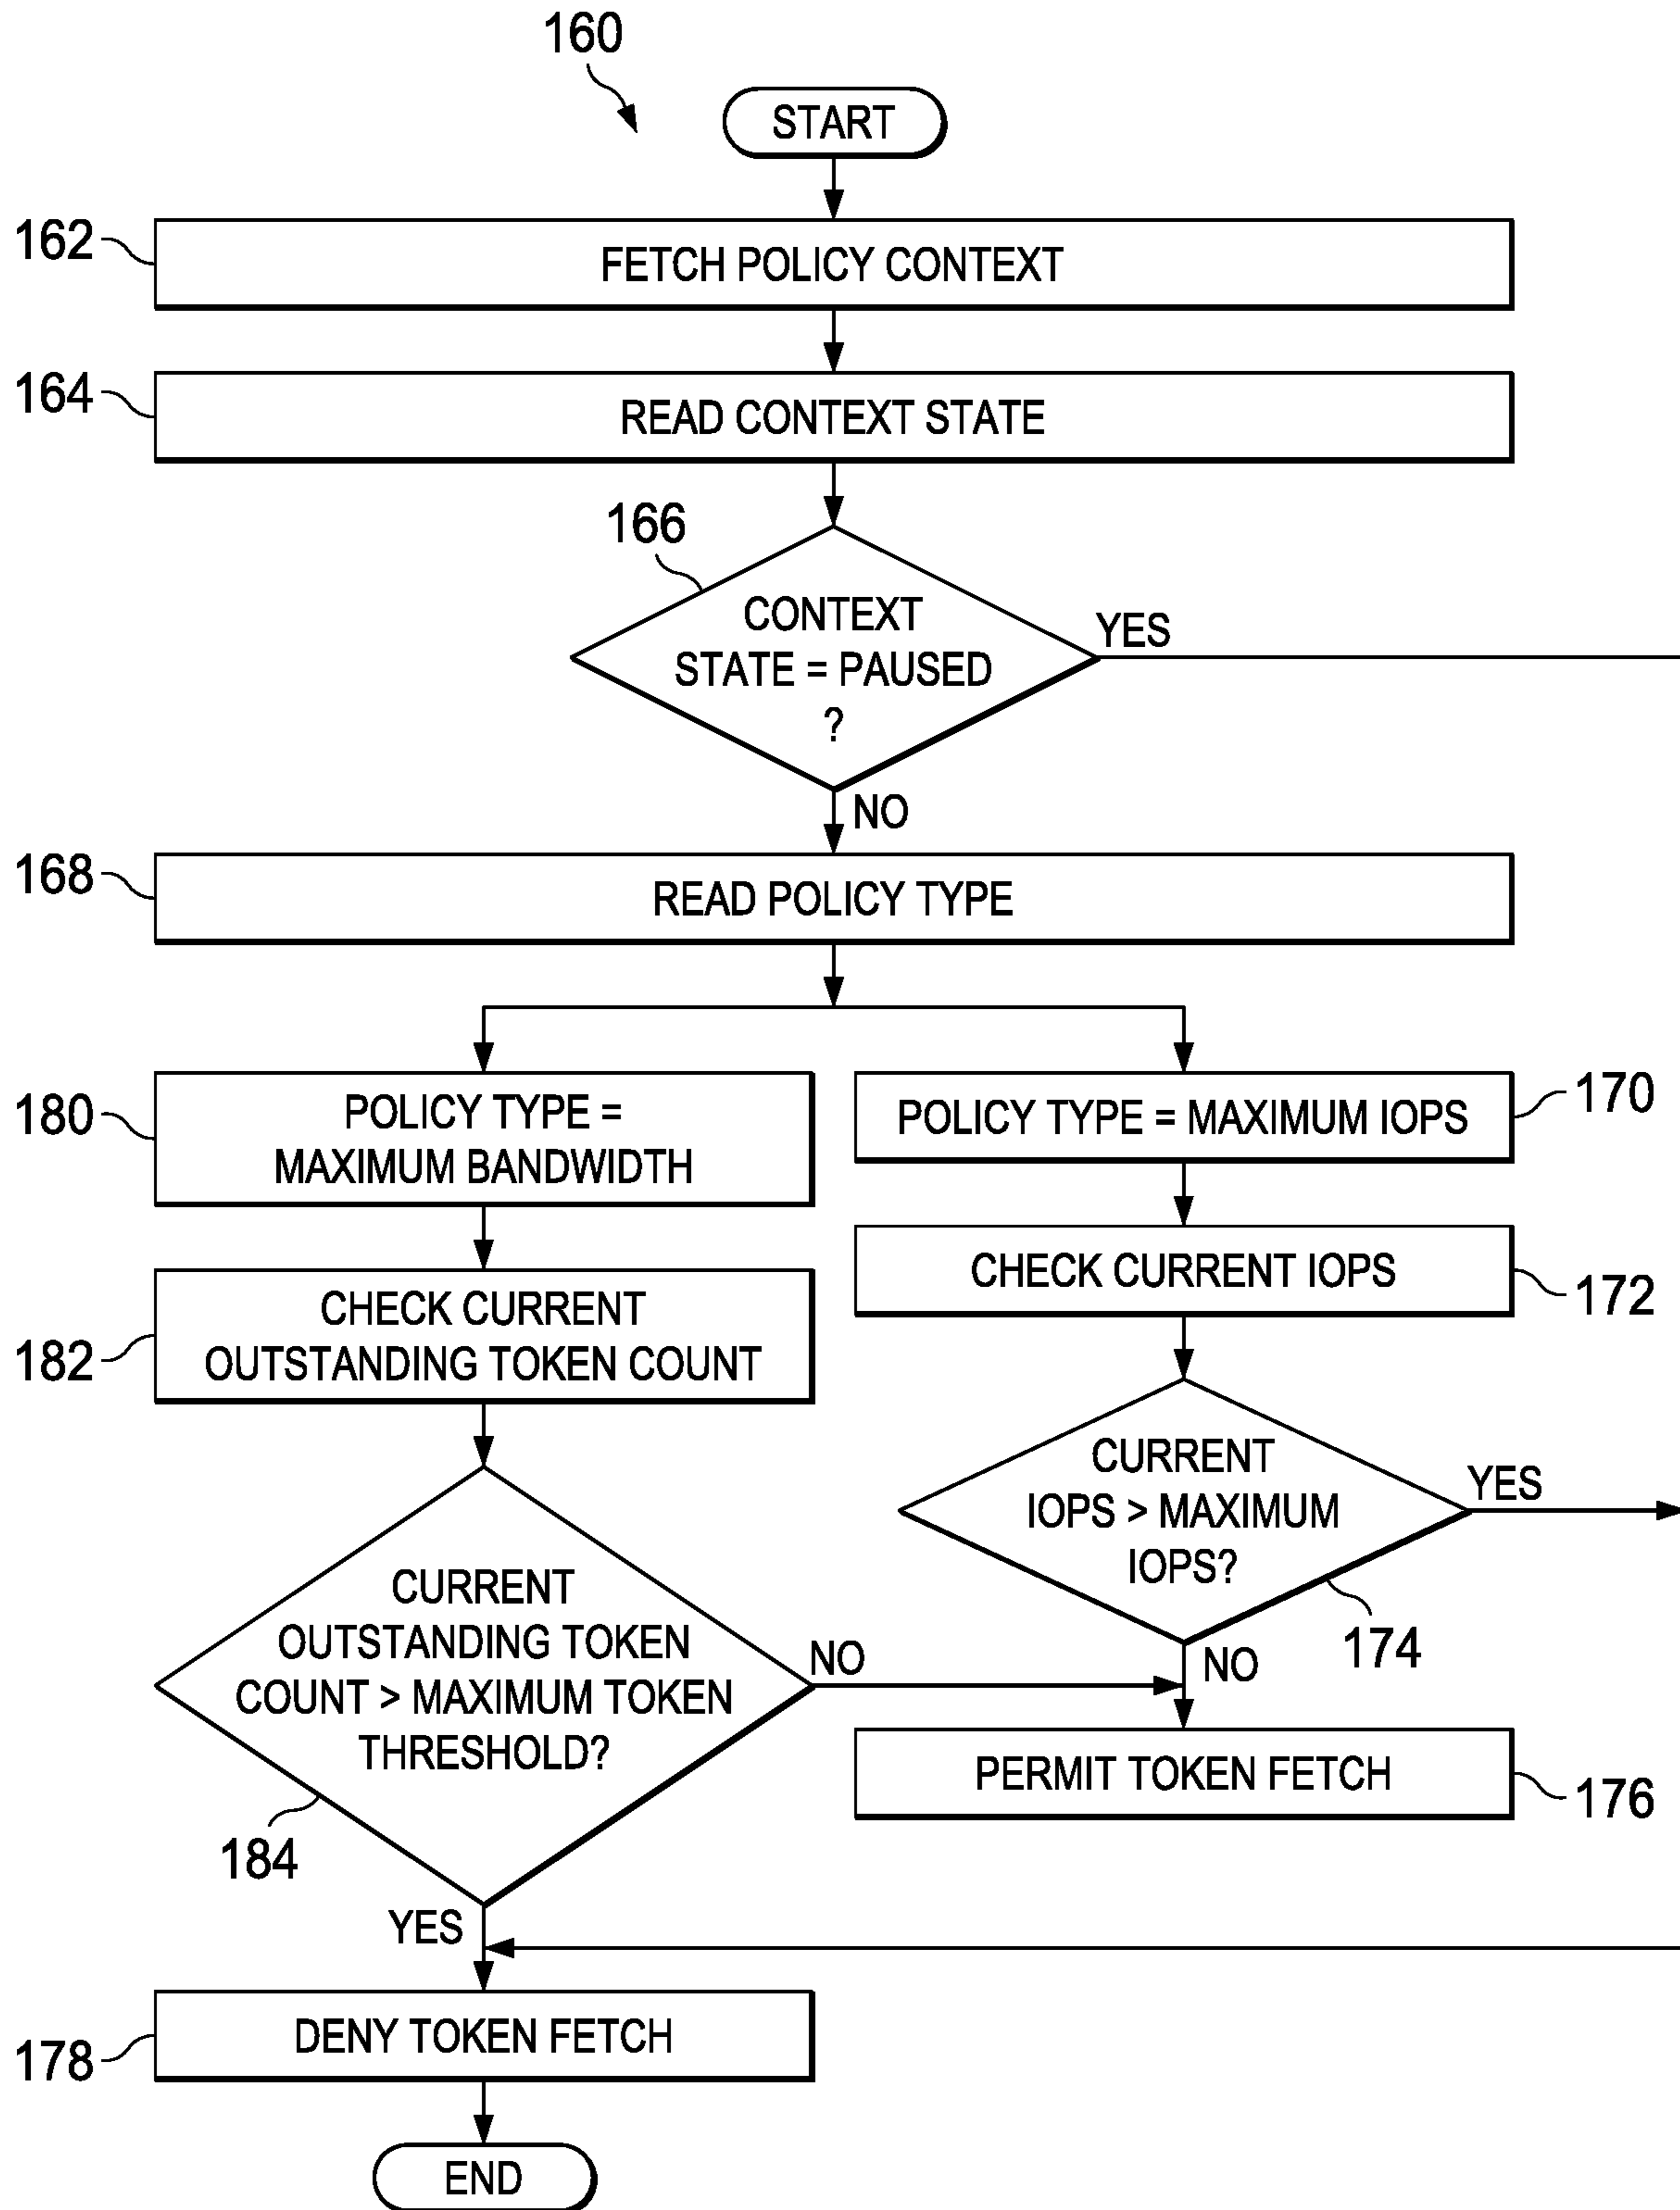 160
START
162
FETCH POLICY CONTEXT
164
READ CONTEXT STATE
166
CONTEXT
STATE = PAUSED
?
YES
NO
168
READ POLICY TYPE
180
POLICY TYPE =
MAXIMUM BANDWIDTH
POLICY TYPE = MAXIMUM IOPS
170
CHECK CURRENT IOPS
172
182
CHECK CURRENT
OUTSTANDING TOKEN COUNT
CURRENT
IOPS > MAXIMUM
IOPS?
YES
174
NO
CURRENT
OUTSTANDING TOKEN
COUNT > MAXIMUM TOKEN
THRESHOLD?
NO
184
YES
PERMIT TOKEN FETCH
176
178
DENY TOKEN FETCH
END